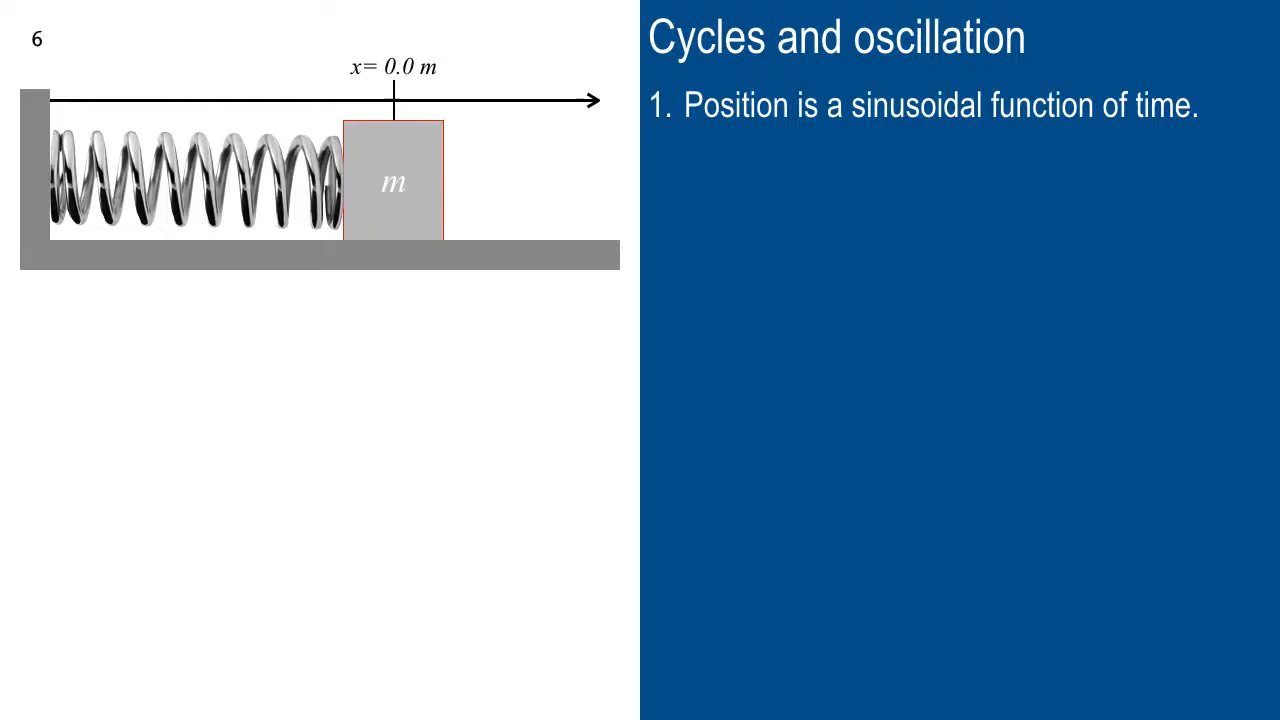 6
x= 0.0 m
m
Cycles and oscillation
1. Position is a sinusoidal function of time.